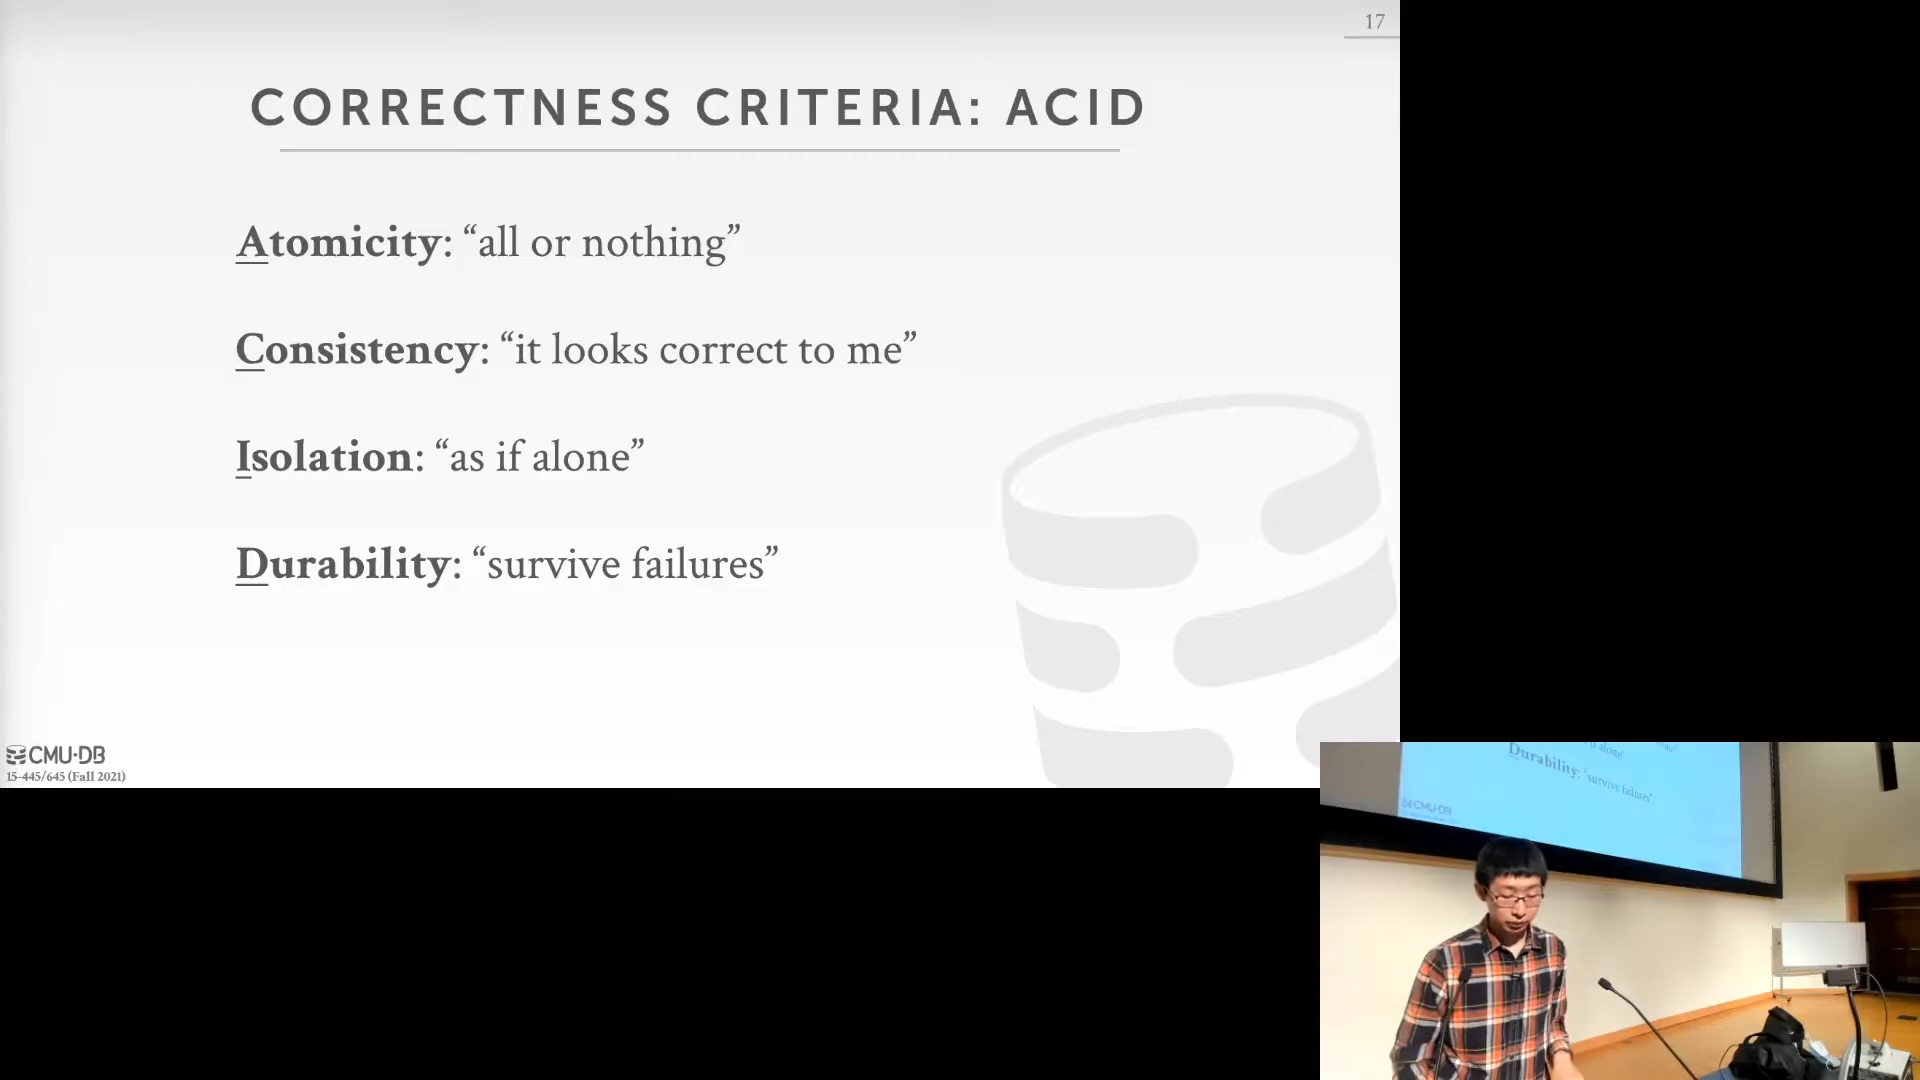 17
CORRECTNESS CRITERIA: ACID
Atomicity: “all or nothing”
Consistency: “it looks correct to me”
Isolation: “as if alone”
Durability: “survive failures”
CMU·DB
15-445/645 (Fall 2021)
alone”
Durability: “survive failures”
CMU·DB